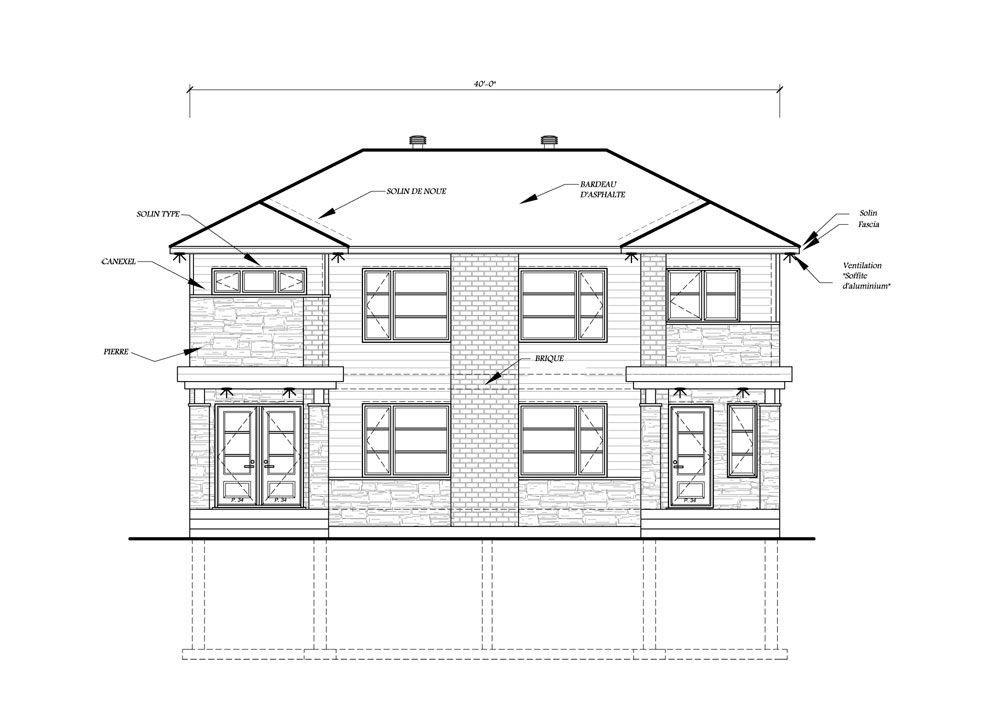 40'-0"
SOLIN DE NOUE
BARDEAU
D'ASPHALTE
SOLIN TYPE
Solin
Fascia
CANEXEL
Ventilation
"Soffite
d'aluminium"
PIERRE
BRIQUE
P. 34
P. 34
P. 34